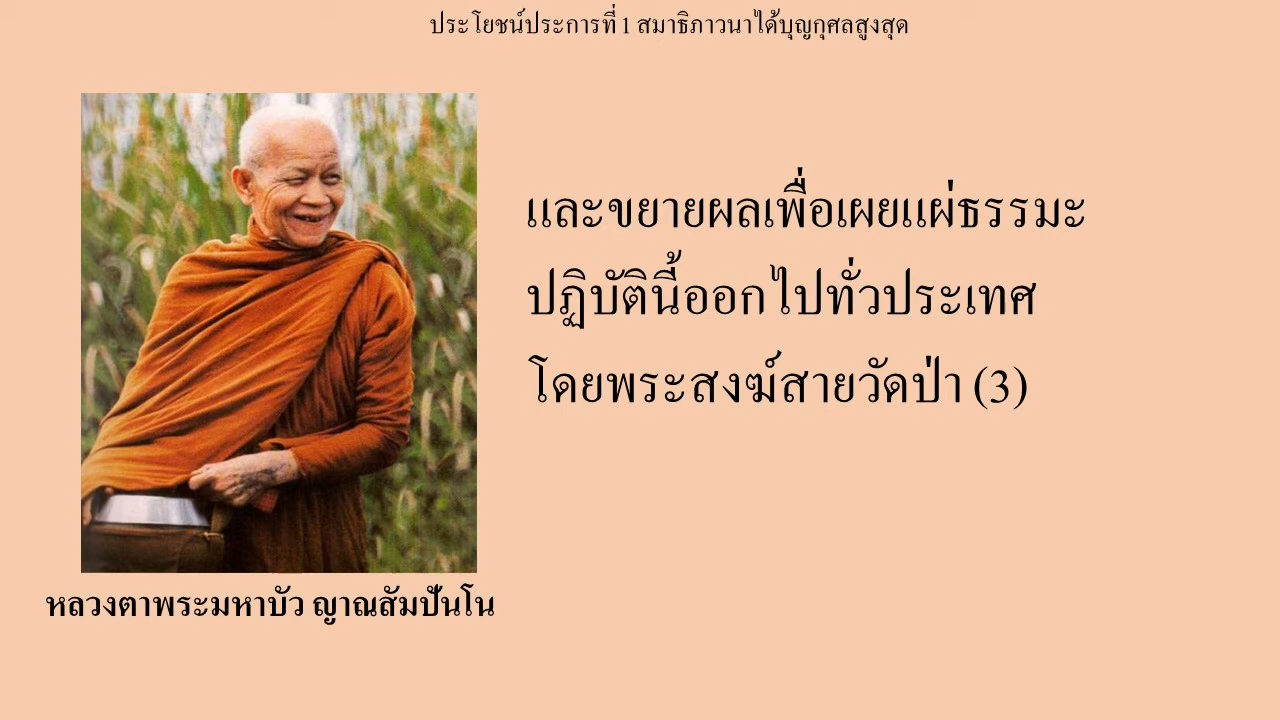 ประโยชน์ประการที่ 1 สมาธิภาวนาได้บุญกุศลสูงสุด
และขยายผลเพื่อเผยแผ่ธรรมะ
ปฏิบัตินี้ออกไปทั่วประเทศ
โดยพระสงฆ์สายวัดป่า (3)
หลวงตาพระมหาบัว ญาณสัมปันโน